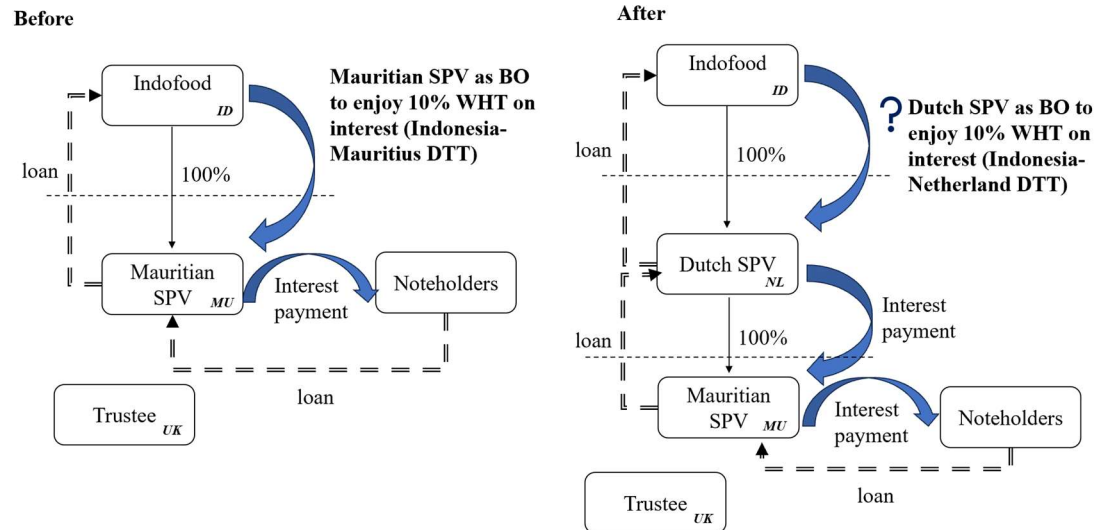 Before
Indofood
ID
Mauritian SPV as BO
to enjoy 10% WHT on
interest (Indonesia-
Mauritius DTT)
loan
100%
Mauritian
SPV
MU
Interest
payment
Noteholders
loan
Trustee
UK
After
Indofood
ID
?
Dutch SPV as BO to
enjoy 10% WHT on
interest (Indonesia-
Netherland DTT)
loan
100%
Dutch SPV
NL
Interest
payment
loan
100%
Mauritian
SPV
MU
Interest
payment
Noteholders
loan
Trustee
UK